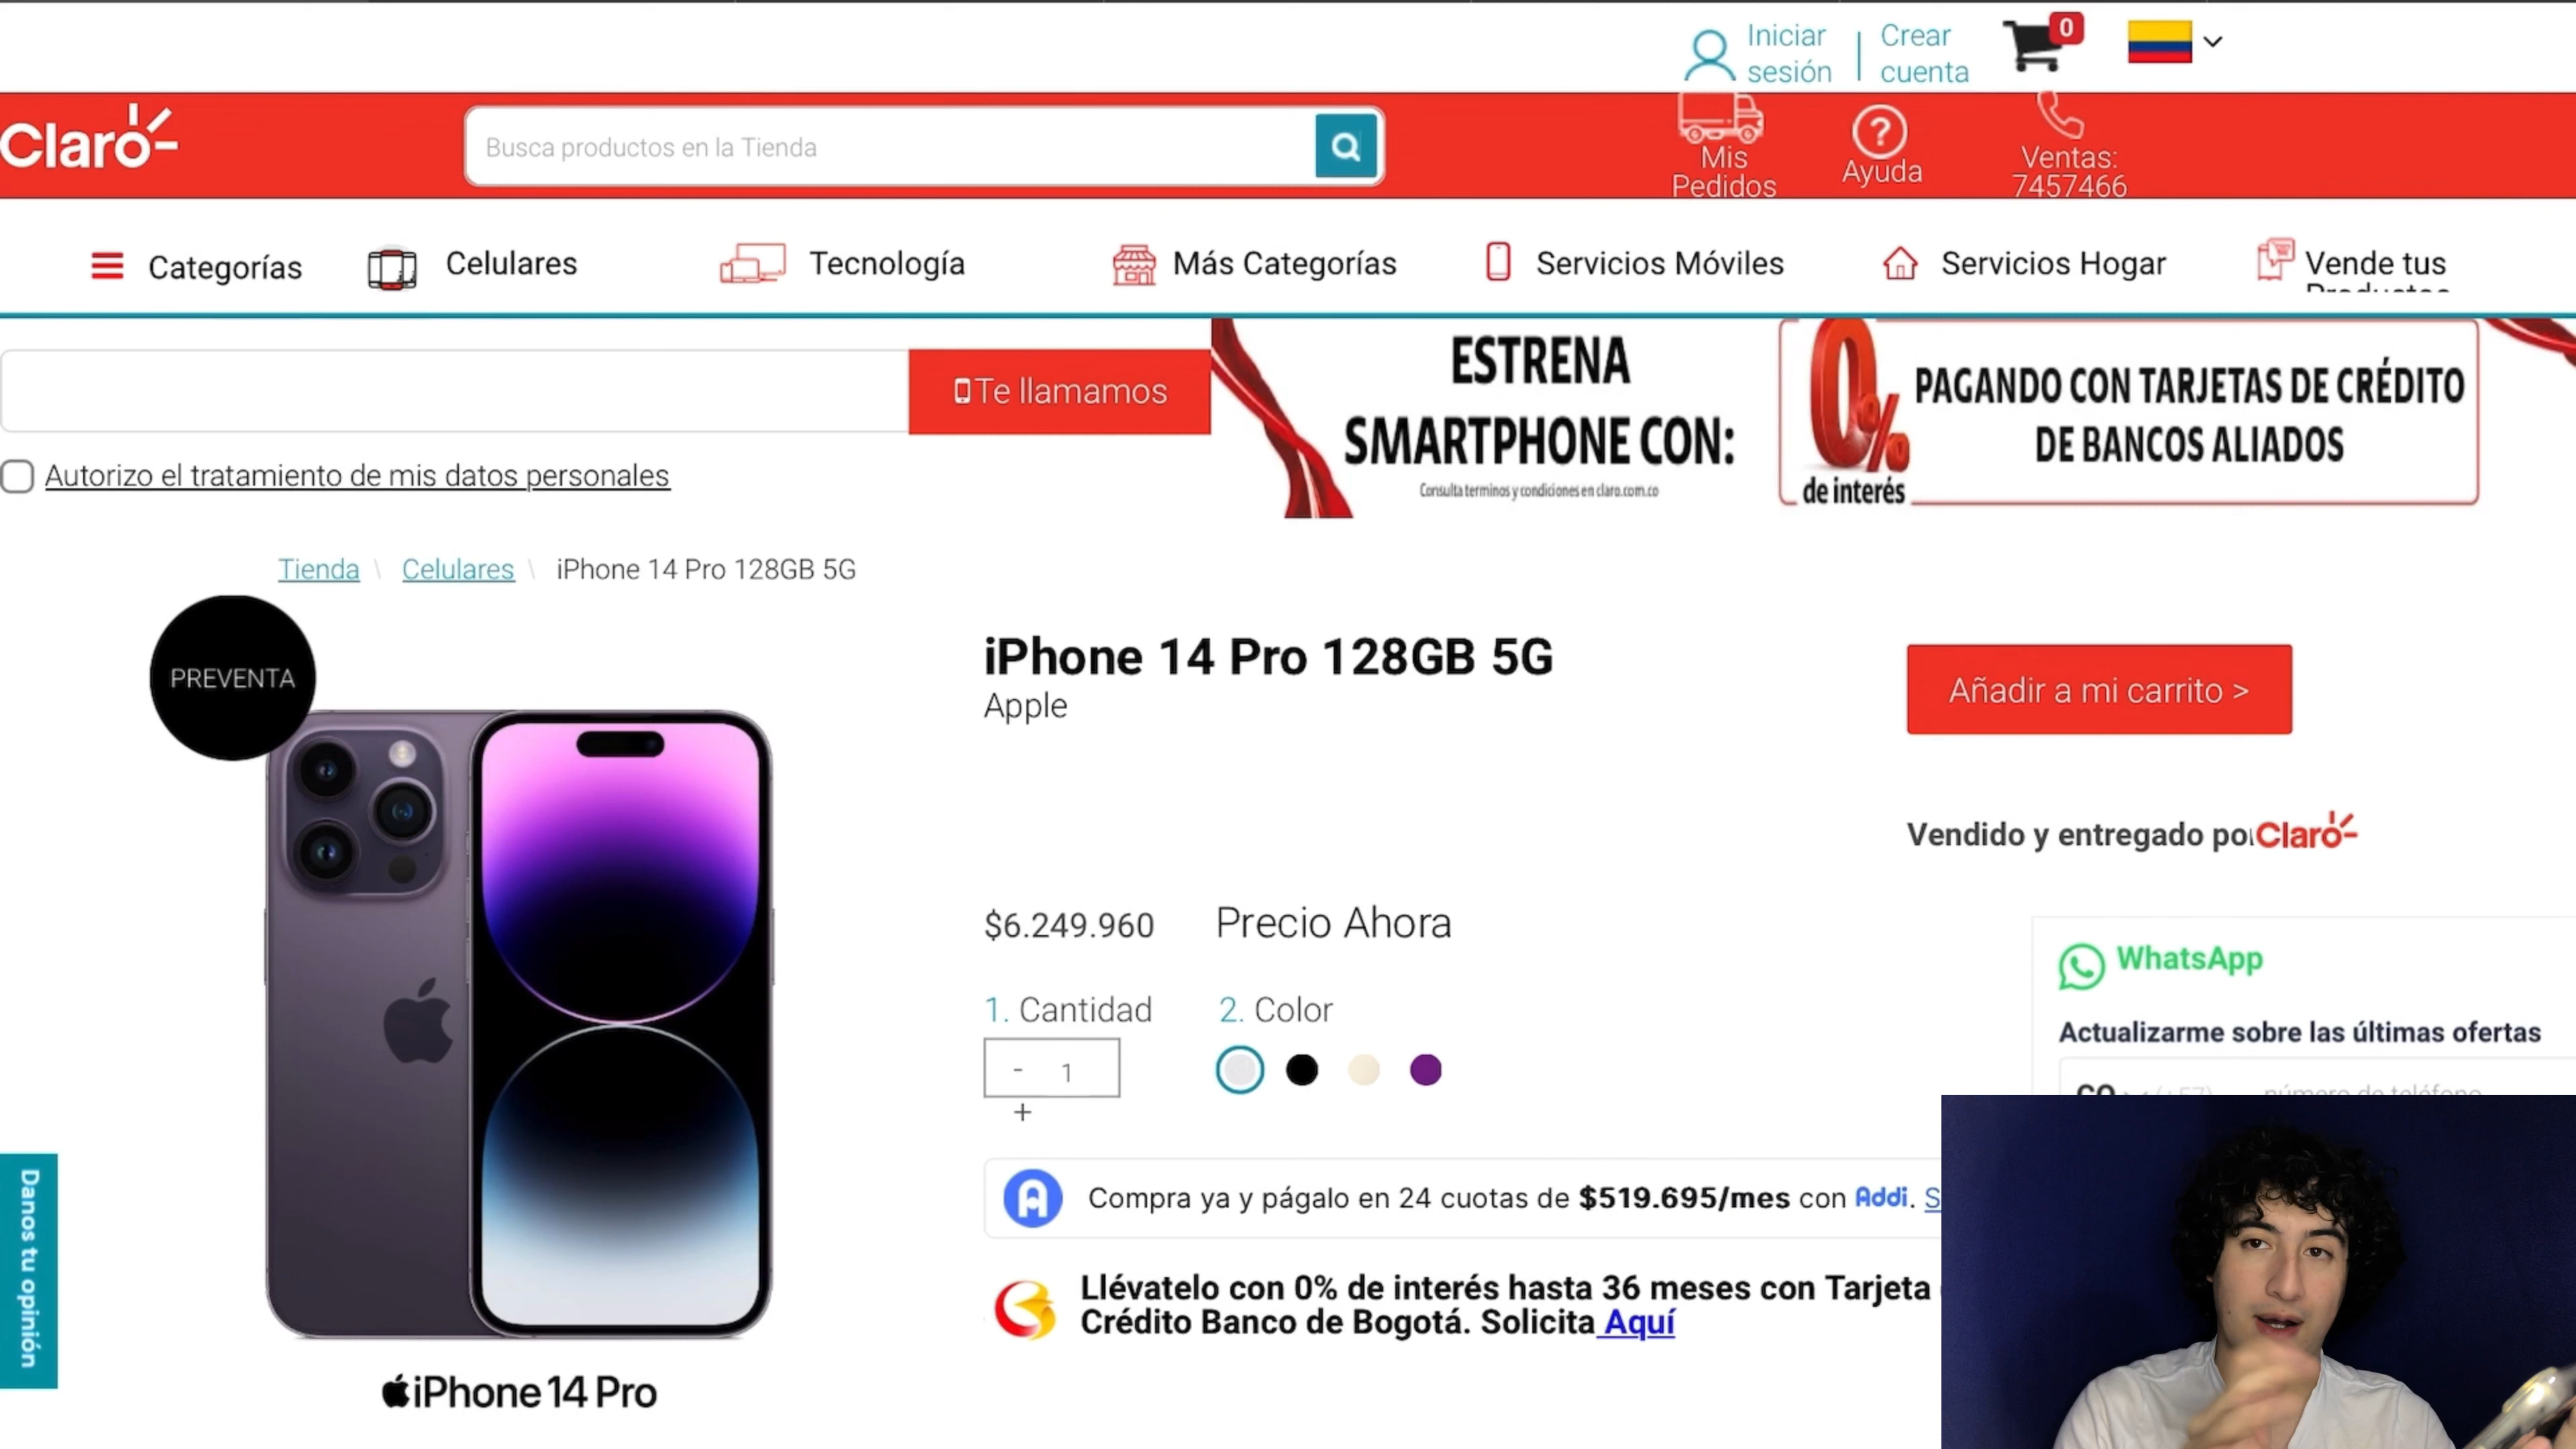 Iniciar
sesión
Crear
cuenta
0
Claro
Busca productos en la Tienda
Mis
Pedidos
Ayuda
Ventas:
7457466
Categorías
Celulares
Tecnología
Más Categorías
Servicios Móviles
Servicios Hogar
Vende tus
Productos
Te llamamos
Autorizo el tratamiento de mis datos personales
ESTRENA
SMARTPHONE CON:
Consulta terminos y condiciones en claro.com.co
0%
de interés
PAGANDO CON TARJETAS DE CRÉDITO
DE BANCOS ALIADOS
Tienda \ Celulares \ iPhone 14 Pro 128GB 5G
PREVENTA
iPhone 14 Pro 128GB 5G
Apple
Añadir a mi carrito >
Vendido y entregado por Claro
$6.249.960 Precio Ahora
1. Cantidad
2. Color
- 1
+
WhatsApp
Actualizarme sobre las últimas ofertas
CO (+57) número de teléfono
Compra ya y págalo en 24 cuotas de $519.695/mes con Addi. S
Llévatelo con 0% de interés hasta 36 meses con Tarjeta
Crédito Banco de Bogotá. Solicita Aquí
Danos tu opinión
iPhone 14 Pro